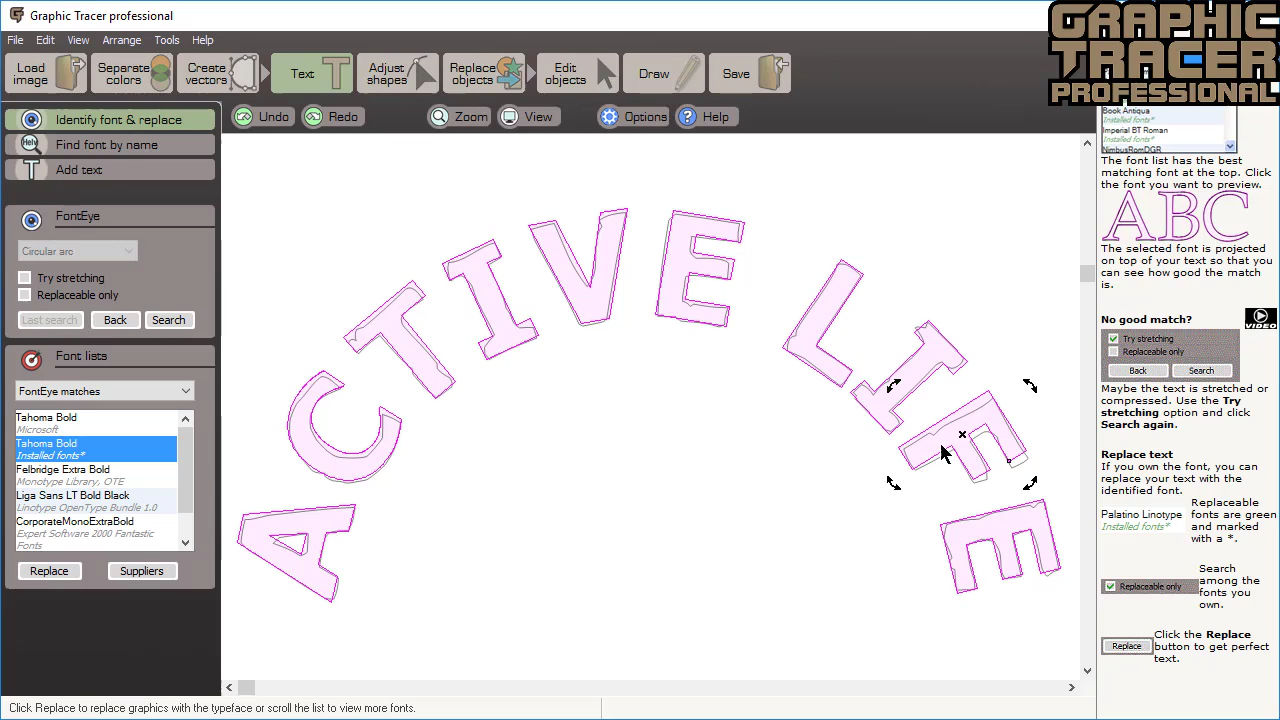 Graphic Tracer professional
GRAPHIC
TRACER
PROFESSIONAL
File Edit View Arrange Tools Help
Load image
Separate colors
Create vectors
Text
Adjust shapes
Replace objects
Edit objects
Draw
Save
Undo Redo Zoom View Options Help
Identify font & replace
Find font by name
Add text
FontEye
Circular arc
Try stretching
Replaceable only
Last search Back Search
Font lists
FontEye matches
Tahoma Bold
Microsoft
Tahoma Bold
Installed fonts*
Felbridge Extra Bold
Monotype Library, OTE
Liga Sans LT Bold Black
Linotype OpenType Bundle 1.0
CorporateMonoExtraBold
Expert Software 2000 Fantastic
Fonts
Replace Suppliers
ACTIVE LIFE
Book Antiqua
Installed fonts*
Imperial BT Roman
Installed fonts*
NimbusRomDGR
The font list has the best
matching font at the top. Click
the font you want to preview.
ABC
The selected font is projected
on top of your text so that you
can see how good the match
is.
No good match?
VIDEO
Try stretching
Replaceable only
Back Search
Maybe the text is stretched or
compressed. Use the Try
stretching option and click
Search again.
Replace text
If you own the font, you can
replace your text with the
identified font.
Palatino Linotype
Installed fonts*
Replaceable
fonts are green
and marked
with a *.
Replaceable only
Search
among the
fonts you
own.
Replace
Click the Replace
button to get perfect
text.
Click Replace to replace graphics with the typeface or scroll the list to view more fonts.